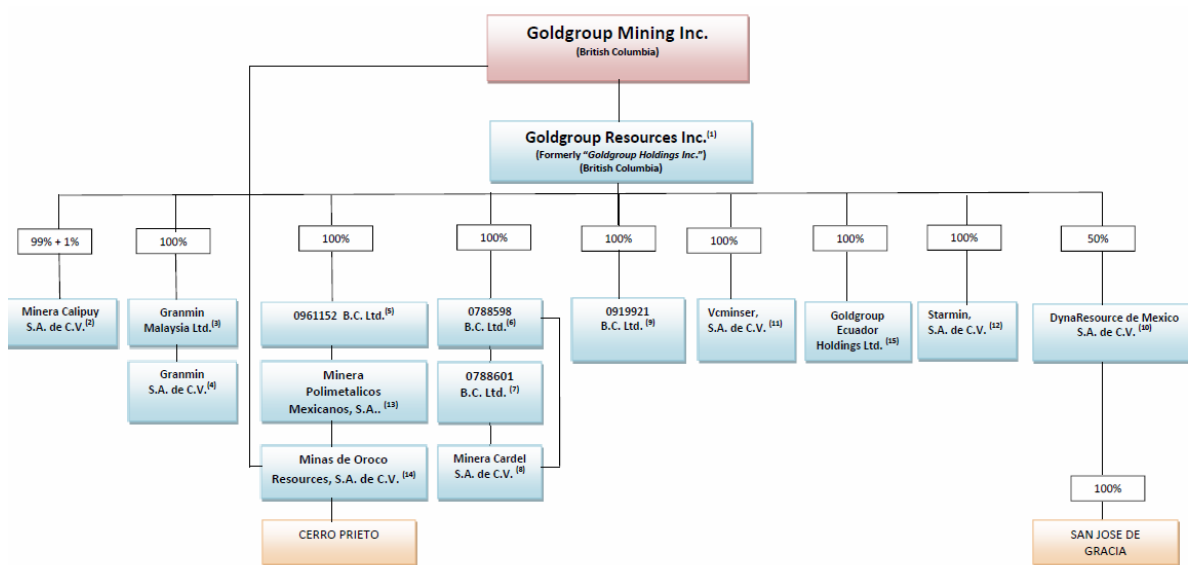 Goldgroup Mining Inc.
(British Columbia)
Goldgroup Resources Inc.(1)
(Formerly "Goldgroup Holdings Inc.")
(British Columbia)
99% + 1%
100%
100%
100%
100%
100%
100%
100%
50%
Minera Calipuy
S.A. de C.V.(2)
Granmin
Malaysia Ltd.(3)
0961152 B.C. Ltd.(5)
0788598
B.C. Ltd.(6)
0919921
B.C. Ltd. (9)
Vcminser,
S.A. de C.V. (11)
Goldgroup
Ecuador
Holdings Ltd. (15)
Starmin,
S.A. de C.V. (12)
DynaResource de Mexico
S.A. de C.V. (10)
Granmin
S.A. de C.V.(4)
Minera
Polimetalicos
Mexicanos, S.A.. (13)
0788601
B.C. Ltd. (7)
Minas de Oroco
Resources, S.A. de C.V. (14)
Minera Cardel
S.A. de C.V. (8)
100%
CERRO PRIETO
SAN JOSE DE
GRACIA